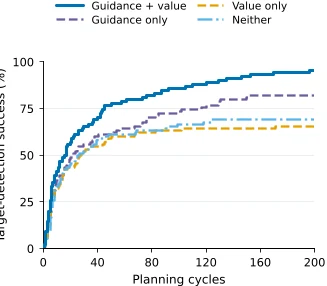 Guidance + value
Value only
Guidance only
Neither
100
75
50
25
0
Target-detection success (%)
0 40 80 120 160 200
Planning cycles